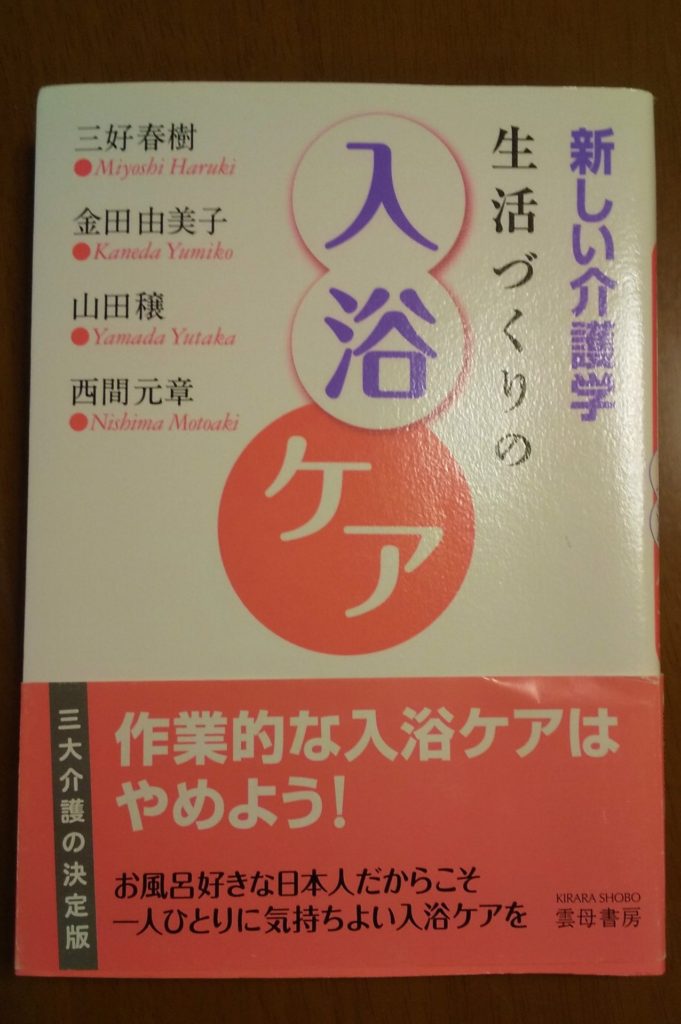 新しい介護学
生活づくりの
入浴
ケア
三好春樹
●Miyoshi Haruki
金田由美子
●Kaneda Yumiko
山田穣
●Yamada Yutaka
西間元章
●Nishima Motoaki
三大介護の決定版
作業的な入浴ケアは
やめよう!
お風呂好きな日本人だからこそ
一人ひとりに気持ちよい入浴ケアを
KIRARA SHOBO
雲母書房